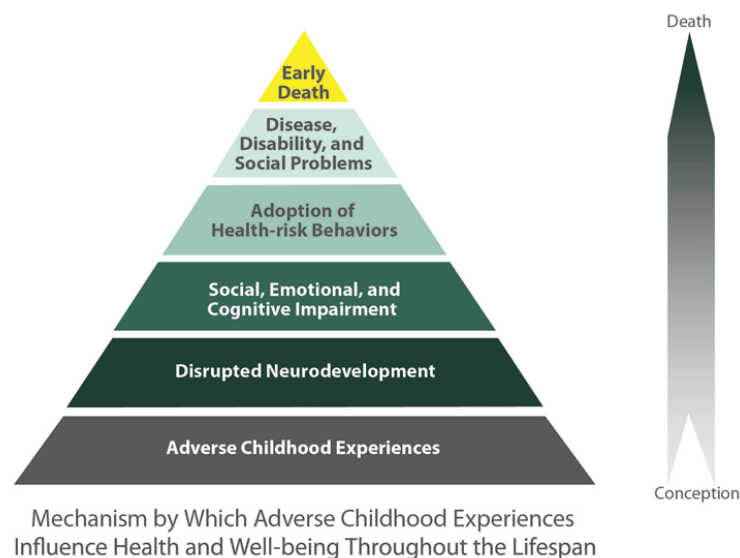 Death
Early
Death
Disease,
Disability, and
Social Problems
Adoption of
Health-risk Behaviors
Social, Emotional, and
Cognitive Impairment
Disrupted Neurodevelopment
Adverse Childhood Experiences
Conception
Mechanism by Which Adverse Childhood Experiences
Influence Health and Well-being Throughout the Lifespan